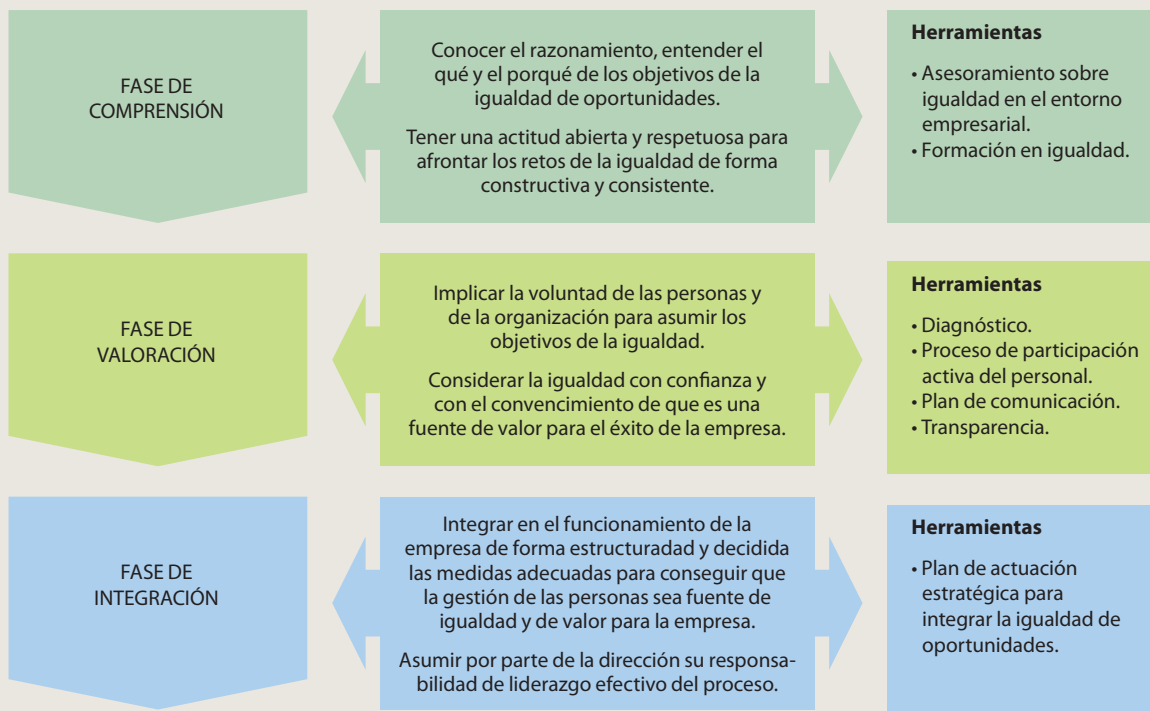 FASE DE
COMPRENSIÓN
Conocer el razonamiento, entender el
qué y el porqué de los objetivos de la
igualdad de oportunidades.
Tener una actitud abierta y respetuosa para
afrontar los retos de la igualdad de forma
constructiva y consistente.
Herramientas
• Asesoramiento sobre
igualdad en el entorno
empresarial.
• Formación en igualdad.
FASE DE
VALORACIÓN
Implicar la voluntad de las personas y
de la organización para asumir los
objetivos de la igualdad.
Considerar la igualdad con confianza y
con el convencimiento de que es una
fuente de valor para el éxito de la empresa.
Herramientas
• Diagnóstico.
• Proceso de participación
activa del personal.
• Plan de comunicación.
• Transparencia.
FASE DE
INTEGRACIÓN
Integrar en el funcionamiento de la
empresa de forma estructuradad y decidida
las medidas adecuadas para conseguir que
la gestión de las personas sea fuente de
igualdad y de valor para la empresa.
Asumir por parte de la dirección su responsa-
bilidad de liderazgo efectivo del proceso.
Herramientas
• Plan de actuación
estratégica para
integrar la igualdad de
oportunidades.